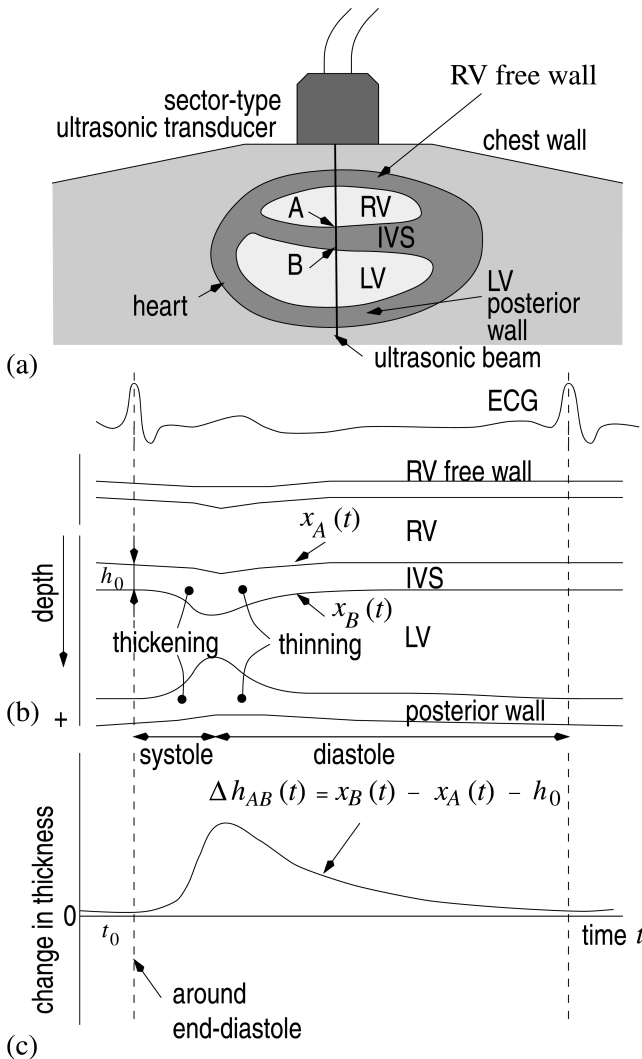 RV free wall
sector-type
ultrasonic transducer
chest wall
A
RV
IVS
B
LV
heart
LV
posterior
wall
ultrasonic beam
(a)
ECG
RV free wall
x_A (t)
RV
h_0
IVS
depth
x_B (t)
LV
thickening
thinning
(b)
+
posterior wall
systole
diastole
Δ h_AB (t) = x_B (t) − x_A (t) − h_0
change in thickness
0
t_0
time t
around
end-diastole
(c)